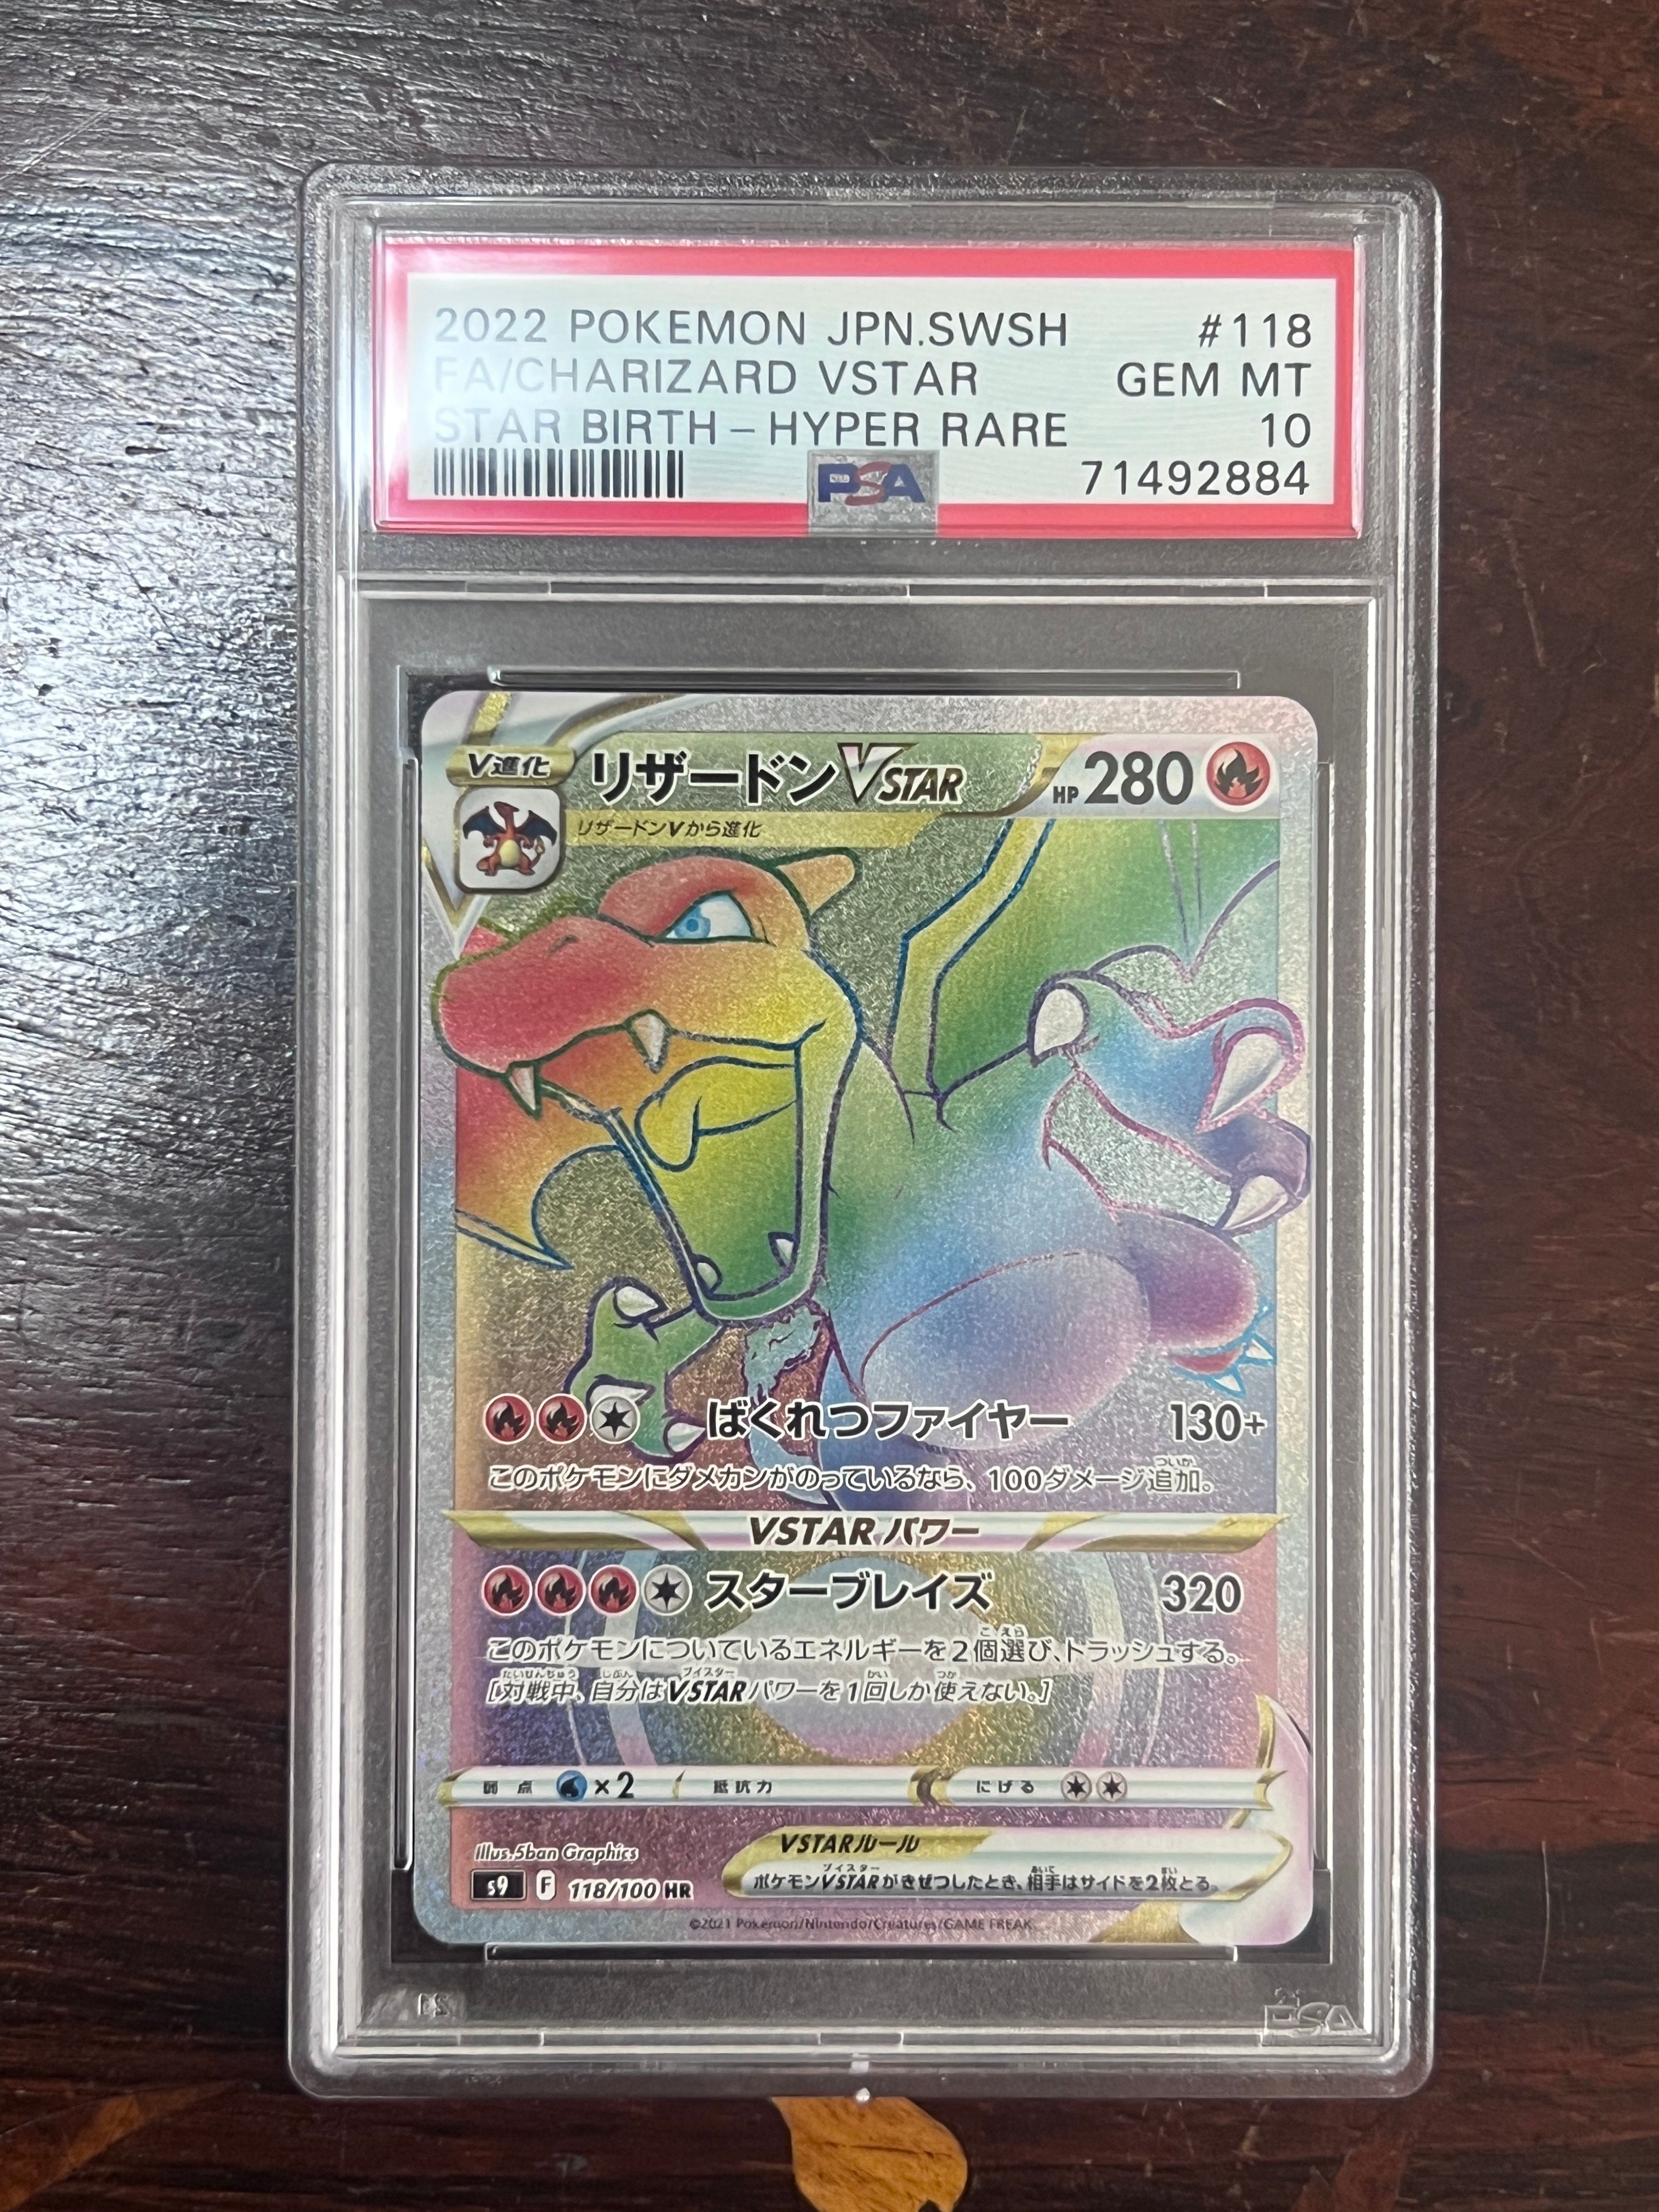 2022 POKEMON JPN.SWSH #118
FA/CHARIZARD VSTAR GEM MT
STAR BIRTH-HYPER RARE 10
PSA 71492884
V進化 リザードンVSTAR HP 280
リザードンVから進化
ばくれつファイヤー 130+
このポケモンにダメカンがのっているなら、100ダメージ追加。
VSTARパワー
スターブレイズ 320
このポケモンについているエネルギーを2個選び、トラッシュする。
[対戦中、自分はVSTARパワーを1回しか使えない。]
弱点 ×2 抵抗力 にげる
Illus.5ban Graphics
VSTARルール
ポケモンVSTARがきぜつしたとき、相手はサイドを2枚とる。
s9 F 118/100 HR
©2021 Pokémon/Nintendo/Creatures/GAME FREAK.
PSA